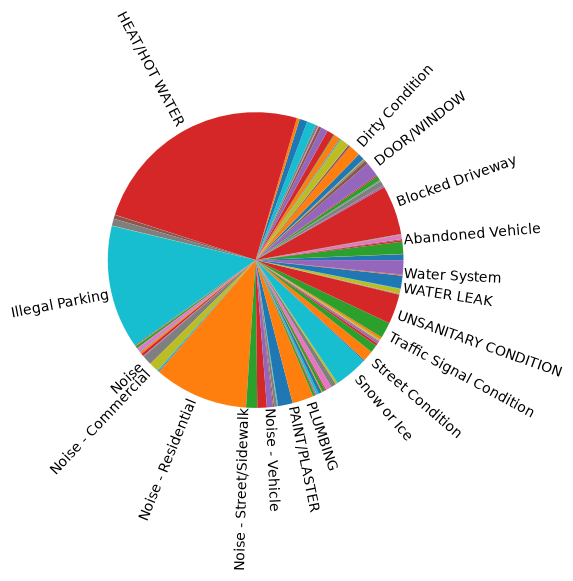 HEAT/HOT WATER
Dirty Condition
DOOR/WINDOW
Blocked Driveway
Abandoned Vehicle
Water System
WATER LEAK
UNSANITARY CONDITION
Traffic Signal Condition
Street Condition
Snow or Ice
PLUMBING
PAINT/PLASTER
Noise - Vehicle
Noise - Street/Sidewalk
Noise - Residential
Noise - Commercial
Noise
Illegal Parking